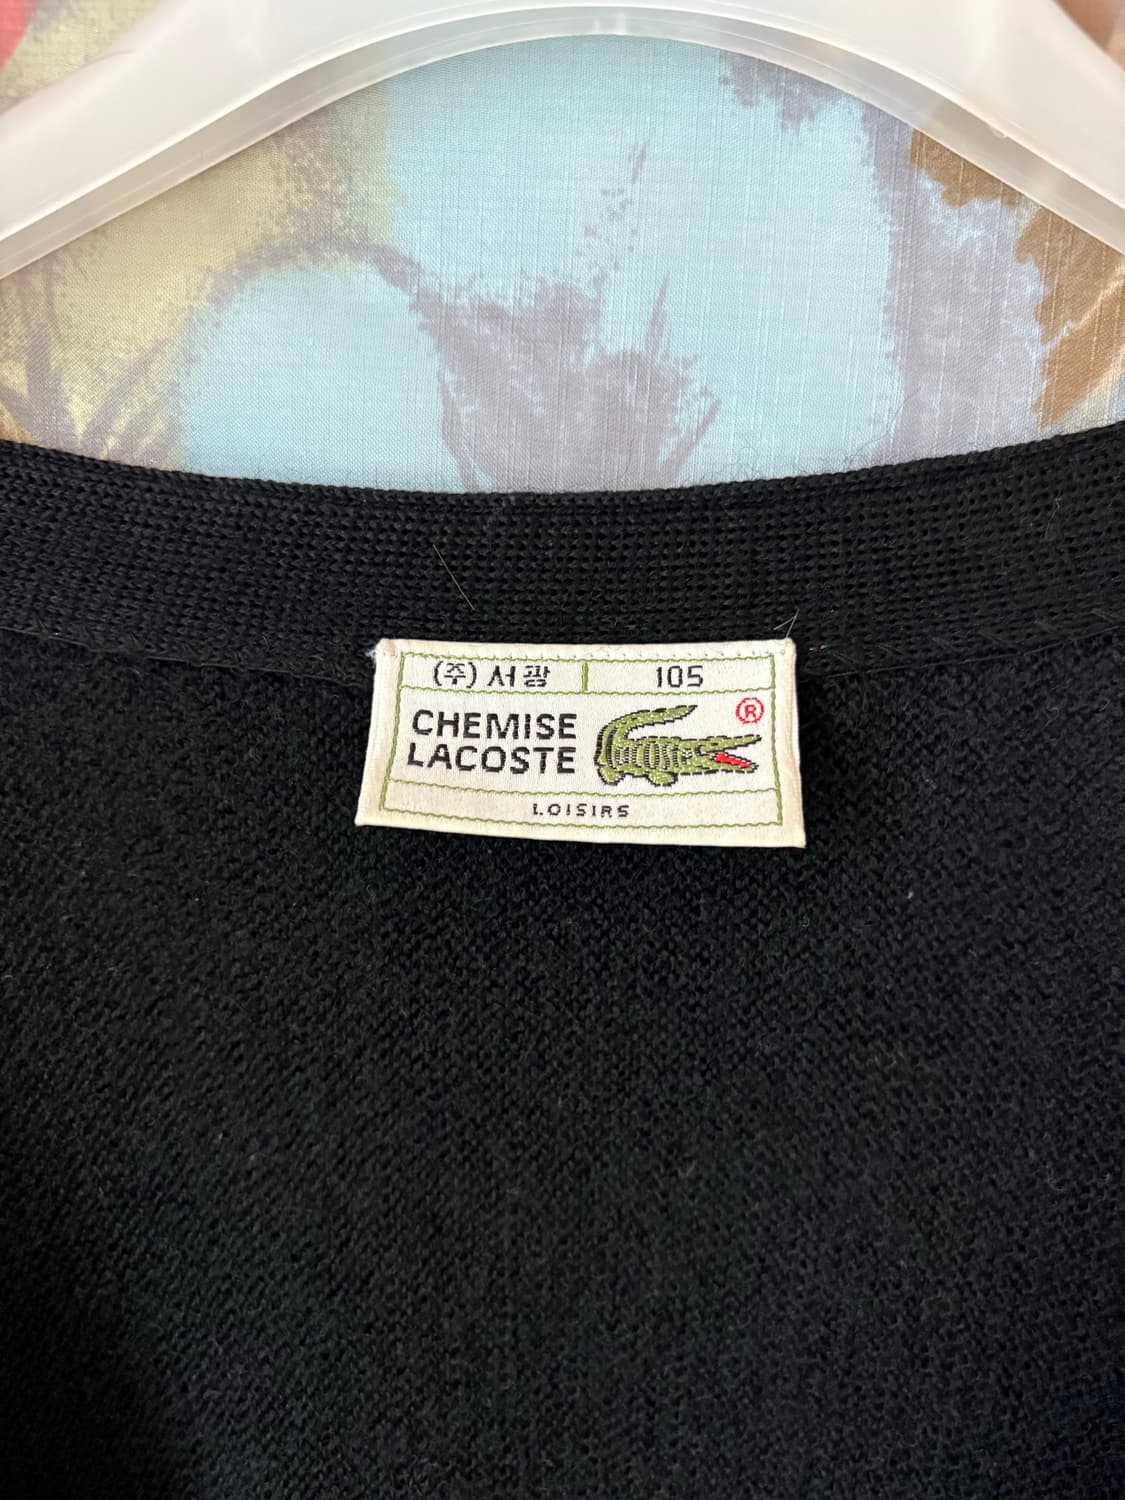 (주) 서광 105
CHEMISE
LACOSTE
®
LOISIRS